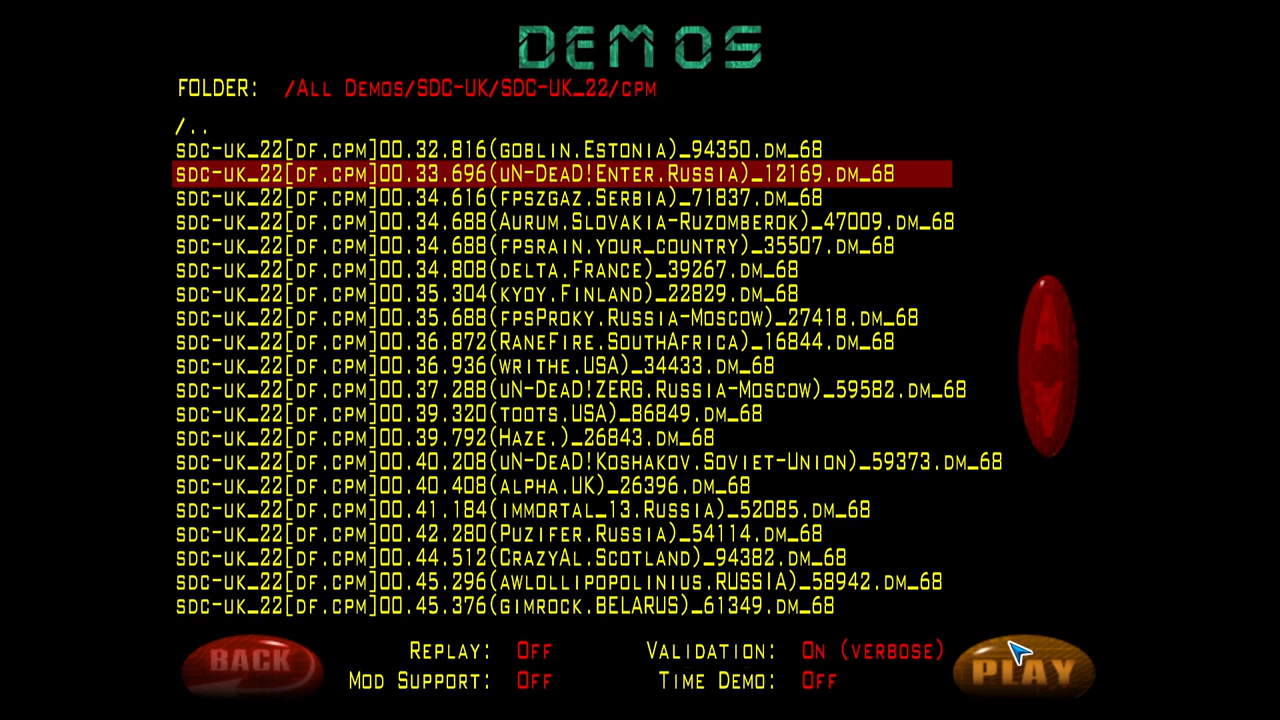 DEMOS
FOLDER: /All Demos/SDC-UK/SDC-UK_22/cpm
/..
sdc-uk_22[df.cpm]00.32.816(goblin.Estonia)_94350.dm_68
sdc-uk_22[df.cpm]00.33.696(uN-DeaD!Enter.Russia)_12169.dm_68
sdc-uk_22[df.cpm]00.34.616(fpszgaz.Serbia)_71837.dm_68
sdc-uk_22[df.cpm]00.34.688(Aurum.Slovakia-Ruzomberok)_47009.dm_68
sdc-uk_22[df.cpm]00.34.688(fpsrain.your_country)_35507.dm_68
sdc-uk_22[df.cpm]00.34.808(delta.France)_39267.dm_68
sdc-uk_22[df.cpm]00.35.304(kyoy.Finland)_22829.dm_68
sdc-uk_22[df.cpm]00.35.688(fpsProky.Russia-Moscow)_27418.dm_68
sdc-uk_22[df.cpm]00.36.872(RaneFire.SouthAfrica)_16844.dm_68
sdc-uk_22[df.cpm]00.36.936(writhe.USA)_34433.dm_68
sdc-uk_22[df.cpm]00.37.288(uN-DeaD!ZERG.Russia-Moscow)_59582.dm_68
sdc-uk_22[df.cpm]00.39.320(toots.USA)_86849.dm_68
sdc-uk_22[df.cpm]00.39.792(Haze.)_26843.dm_68
sdc-uk_22[df.cpm]00.40.208(uN-DeaD!Koshakov.Soviet-Union)_59373.dm_68
sdc-uk_22[df.cpm]00.40.408(alpha.UK)_26396.dm_68
sdc-uk_22[df.cpm]00.41.184(immortal_13.Russia)_52085.dm_68
sdc-uk_22[df.cpm]00.42.280(Puzifer.Russia)_54114.dm_68
sdc-uk_22[df.cpm]00.44.512(CrazyAl.Scotland)_94382.dm_68
sdc-uk_22[df.cpm]00.45.296(awlollipopolinius.RUSSIA)_58942.dm_68
sdc-uk_22[df.cpm]00.45.376(gimrock.BELARUS)_61349.dm_68
BACK
Replay: Off
Validation: On (verbose)
Mod Support: Off
Time Demo: Off
PLAY